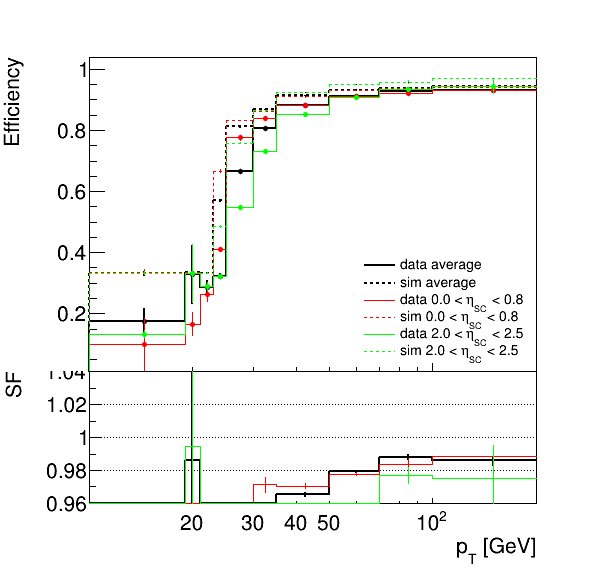 Efficiency
1
0.8
0.6
0.4
0.2
data average
sim average
data 0.0 < η_SC < 0.8
sim 0.0 < η_SC < 0.8
data 2.0 < η_SC < 2.5
sim 2.0 < η_SC < 2.5
SF
1.04
1.02
1
0.98
0.96
20 30 40 50 10²
p_T [GeV]